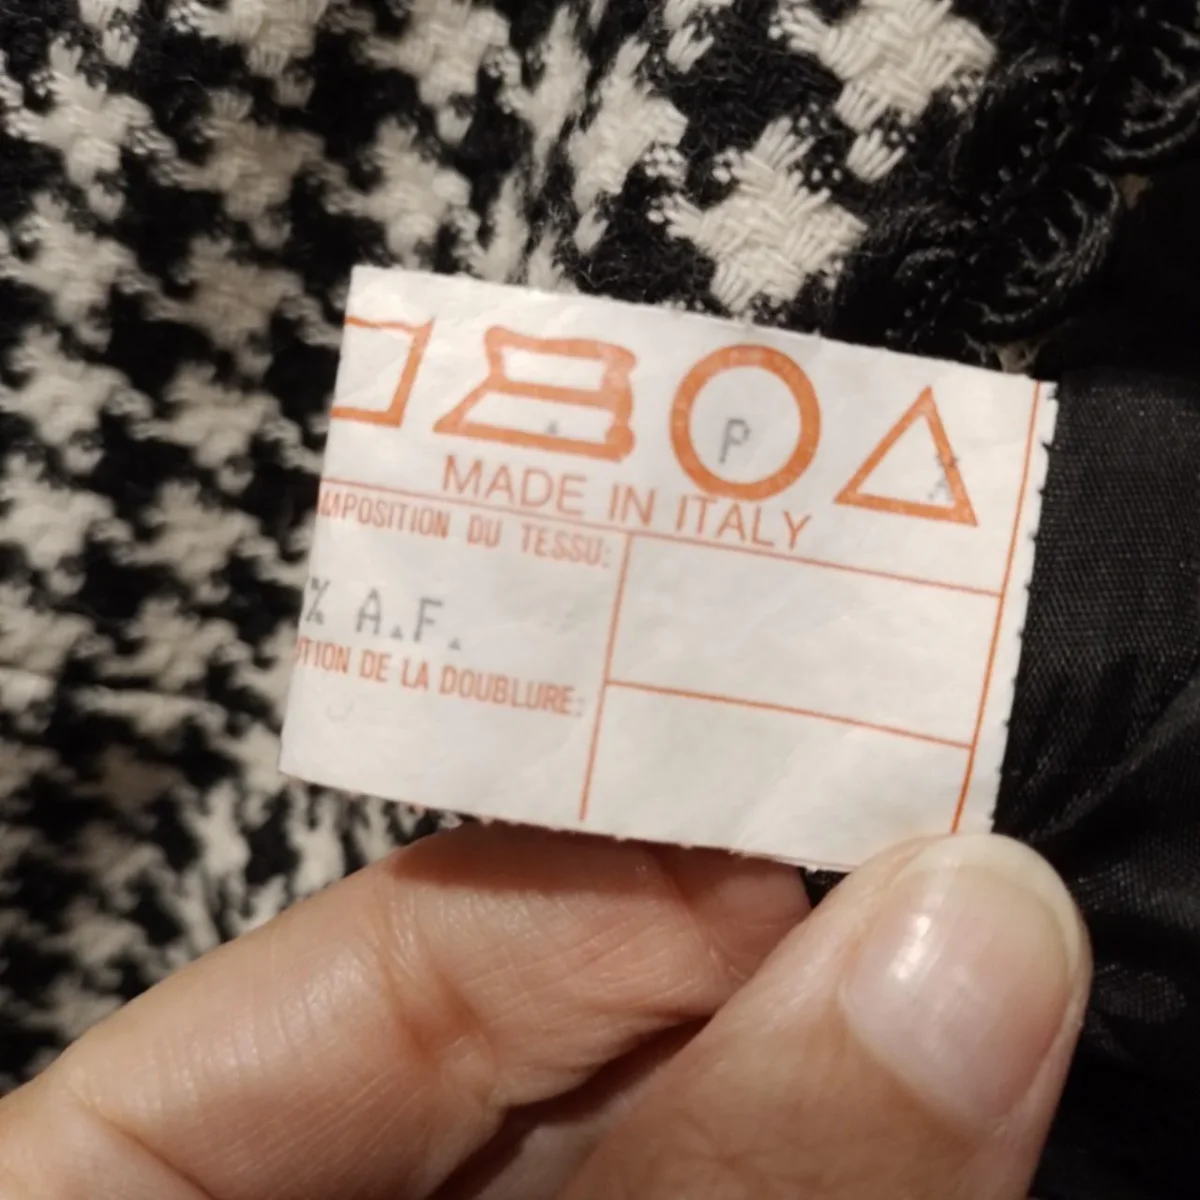 P
MADE IN ITALY
MPOSITION DU TESSU:
% A.F.
TION DE LA DOUBLURE: